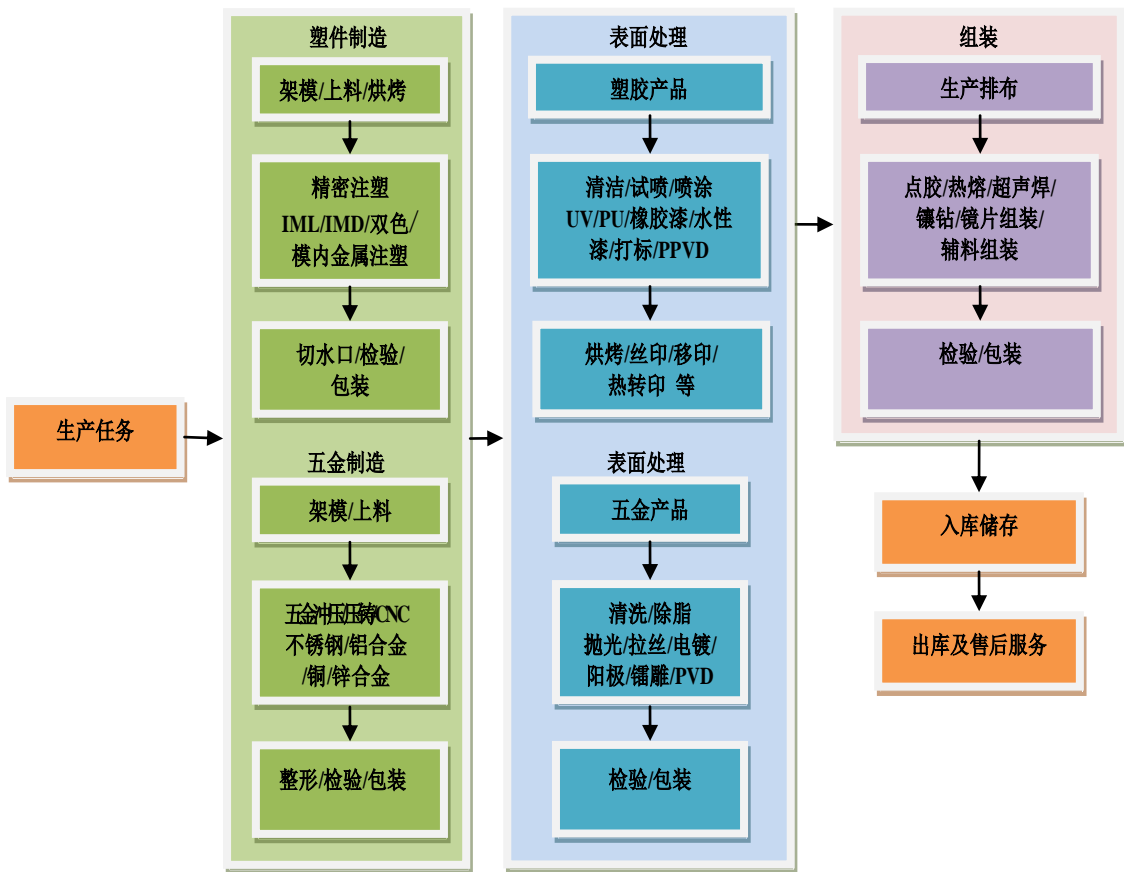 塑件制造
架模/上料/烘烤
精密注塑
IML/IMD/双色/
模内金属注塑
切水口/检验/
包装
生产任务
五金制造
架模/上料
五金冲压/压铸/CNC
不锈钢/铝合金
/铜/锌合金
整形/检验/包装
表面处理
塑胶产品
清洁/试喷/喷涂
UV/PU/橡胶漆/水性
漆/打标/PPVD
烘烤/丝印/移印/
热转印 等
表面处理
五金产品
清洗/除脂
抛光/拉丝/电镀/
阳极/镭雕/PVD
检验/包装
组装
生产排布
点胶/热熔/超声焊/
镶钻/镜片组装/
辅料组装
检验/包装
入库储存
出库及售后服务